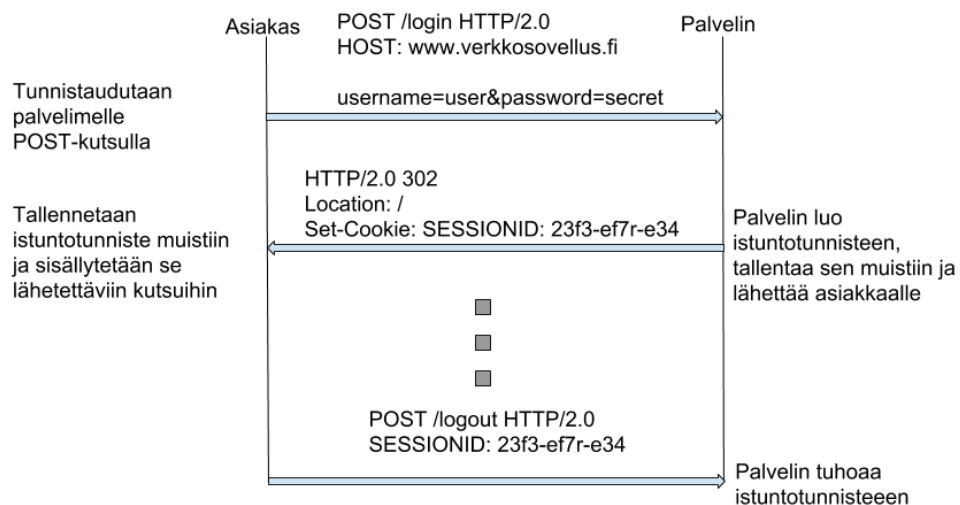 Asiakas
Palvelin
POST /login HTTP/2.0
HOST: www.verkkosovellus.fi
username=user&password=secret
Tunnistaudutaan
palvelimelle
POST-kutsulla
HTTP/2.0 302
Location: /
Set-Cookie: SESSIONID: 23f3-ef7r-e34
Tallennetaan
istuntotunniste muistiin
ja sisällytetään se
lähetettäviin kutsuihin
Palvelin luo
istuntotunnisteen,
tallentaa sen muistiin ja
lähettää asiakkaalle
POST /logout HTTP/2.0
SESSIONID: 23f3-ef7r-e34
Palvelin tuhoaa
istuntotunnisteeen